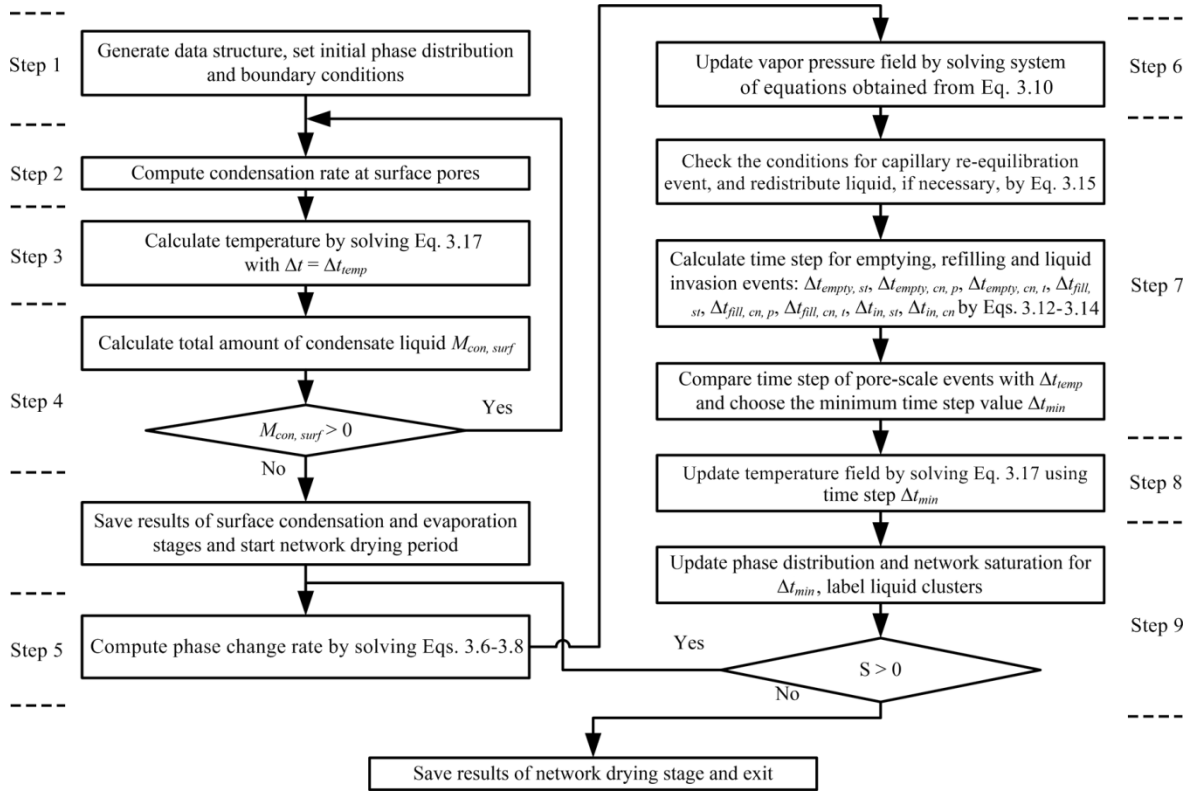 Step 1
Generate data structure, set initial phase distribution
and boundary conditions
Step 2
Compute condensation rate at surface pores
Step 3
Calculate temperature by solving Eq. 3.17
with Δt = Δt_temp
Step 4
Calculate total amount of condensate liquid M_con, surf
M_con, surf > 0
Yes
No
Save results of surface condensation and evaporation
stages and start network drying period
Step 5
Compute phase change rate by solving Eqs. 3.6-3.8
Step 6
Update vapor pressure field by solving system
of equations obtained from Eq. 3.10
Step 7
Check the conditions for capillary re-equilibration
event, and redistribute liquid, if necessary, by Eq. 3.15
Calculate time step for emptying, refilling and liquid
invasion events: Δt_empty, st, Δt_empty, cn, p, Δt_empty, cn, t, Δt_fill,
st, Δt_fill, cn, p, Δt_fill, cn, t, Δt_in, st, Δt_in, cn by Eqs. 3.12-3.14
Compare time step of pore-scale events with Δt_temp
and choose the minimum time step value Δt_min
Step 8
Update temperature field by solving Eq. 3.17 using
time step Δt_min
Step 9
Update phase distribution and network saturation for
Δt_min, label liquid clusters
S > 0
Yes
No
Save results of network drying stage and exit